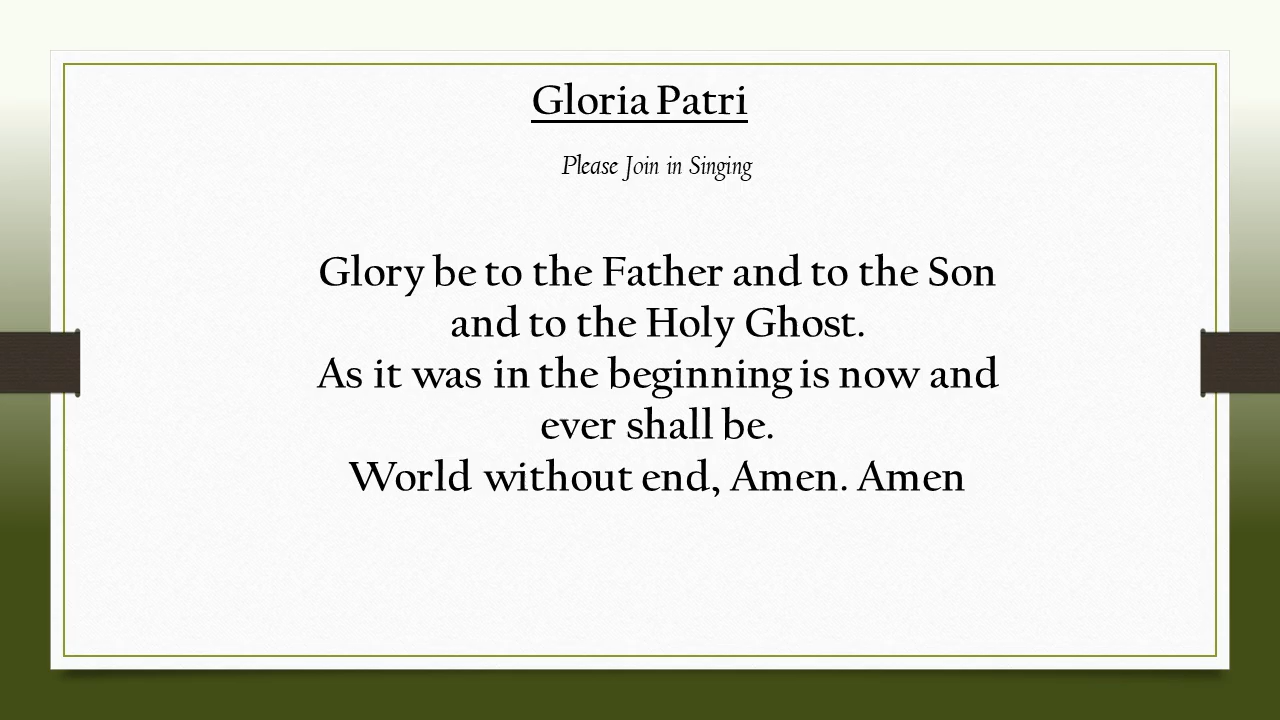 Gloria Patri
Please Join in Singing
Glory be to the Father and to the Son
and to the Holy Ghost.
As it was in the beginning is now and
ever shall be.
World without end, Amen. Amen